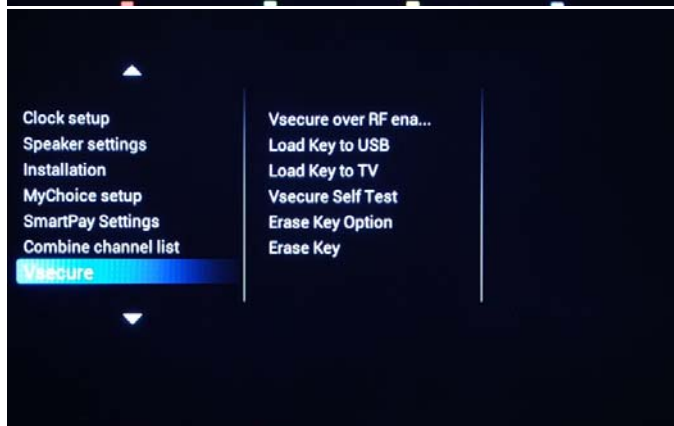 Clock setup
Speaker settings
Installation
MyChoice setup
SmartPay Settings
Combine channel list
Vsecure
Vsecure over RF ena...
Load Key to USB
Load Key to TV
Vsecure Self Test
Erase Key Option
Erase Key